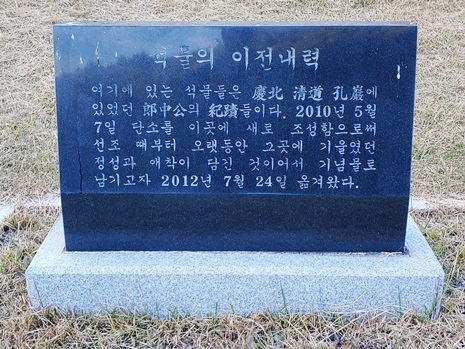 석물의 이전내력
여기에 있는 석물들은 慶北 淸道 孔巖에
있었던 郎中公의 紀蹟들이다. 2010년 5월
7일 단소를 이곳에 새로 조성함으로써
선조 때부터 오랫동안 그곳에 기울였던
정성과 애착이 담긴 것이어서 기념물로
남기고자 2012년 7월 24일 옮겨왔다.